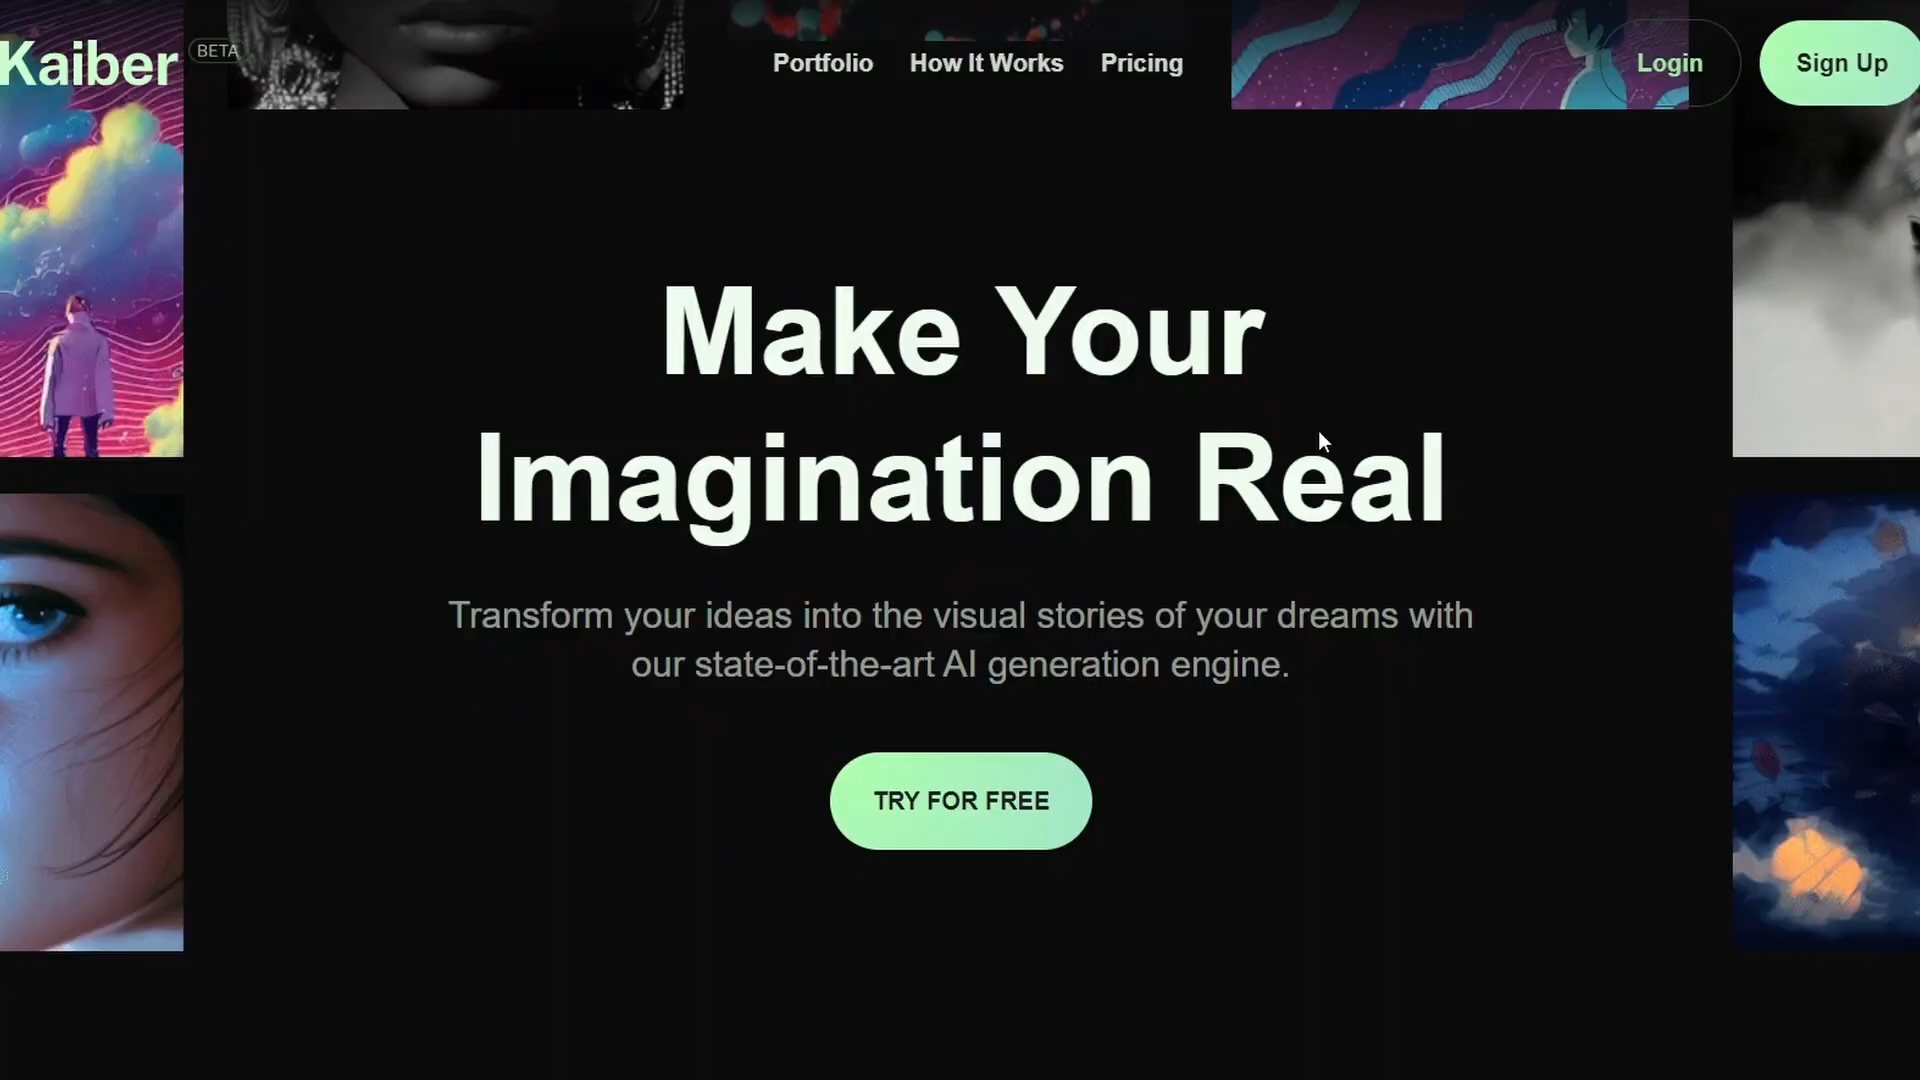 Kaiber BETA Portfolio How It Works Pricing Login Sign Up
Make Your
Imagination Real
Transform your ideas into the visual stories of your dreams with
our state-of-the-art AI generation engine.
TRY FOR FREE